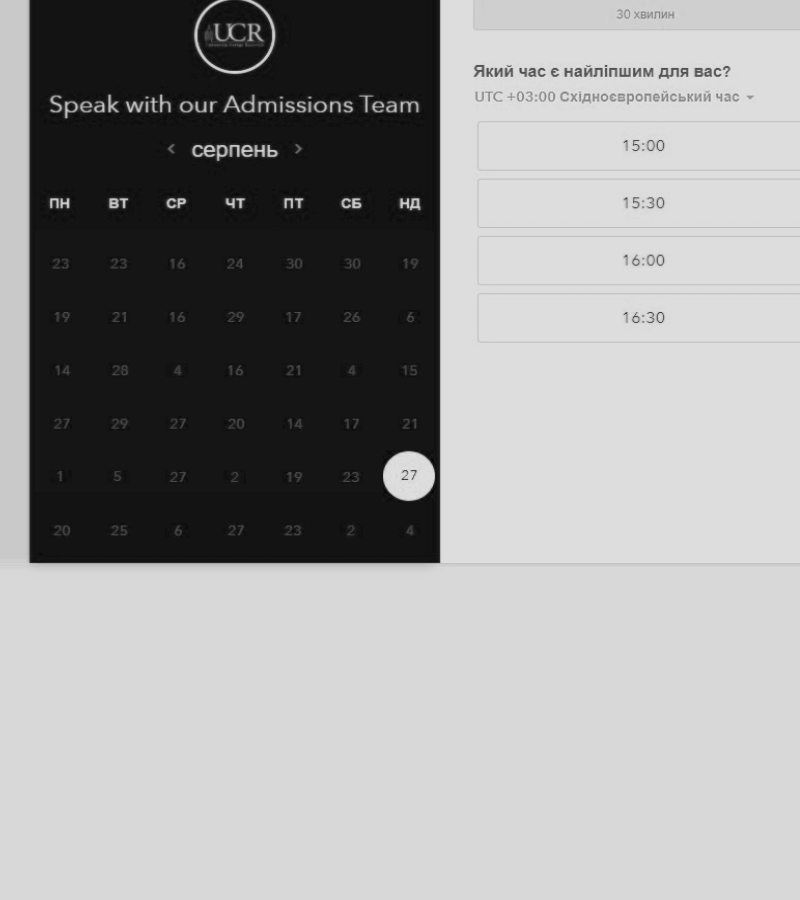 UCR
Speak with our Admissions Team
< серпень >
ПН ВТ СР ЧТ ПТ СБ НД
23 23 16 24 30 30 19
19 21 16 29 17 26 6
14 28 4 16 21 4 15
27 29 27 20 14 17 21
1 5 27 2 19 23 27
20 25 6 27 23 2 4
30 хвилин
Який час є найліпшим для вас?
UTC +03:00 Східноєвропейський час
15:00
15:30
16:00
16:30